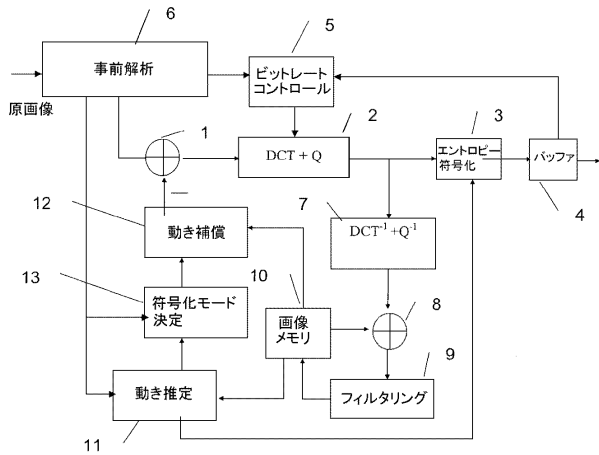 6
5
事前解析
ビットレート
コントロール
原画像
1
2
3
DCT + Q
エントロピー
符号化
バッファ
4
12
動き補償
7
DCT-1 +Q-1
13
符号化モード
決定
10
画像
メモリ
8
9
動き推定
フィルタリング
11